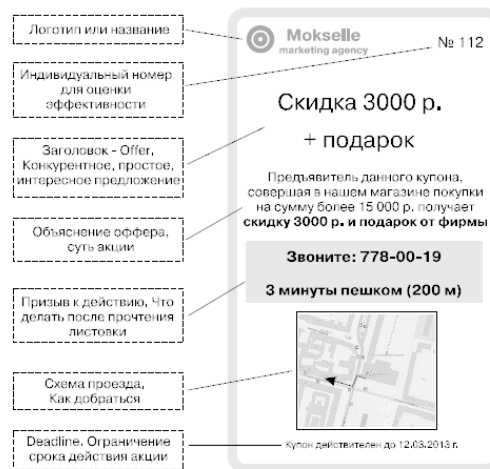 Логотип или название
Индивидуальный номер
для оценки
эффективности
Заголовок - Offer,
Конкурентное, простое,
интересное предложение
Объяснение оффера,
суть акции
Призыв к действию, Что
делать после прочтения
листовки
Схема проезда,
Как добраться
Deadline. Ограничение
срока действия акции
Mokselle
marketing agency
№ 112
Скидка 3000 р.
+ подарок
Предъявитель данного купона,
совершая в нашем магазине покупки
на сумму более 15 000 р. получает
скидку 3000 р. и подарок от фирмы
Звоните: 778-00-19
3 минуты пешком (200 м)
Купон действителен до 12.03.2013 г.